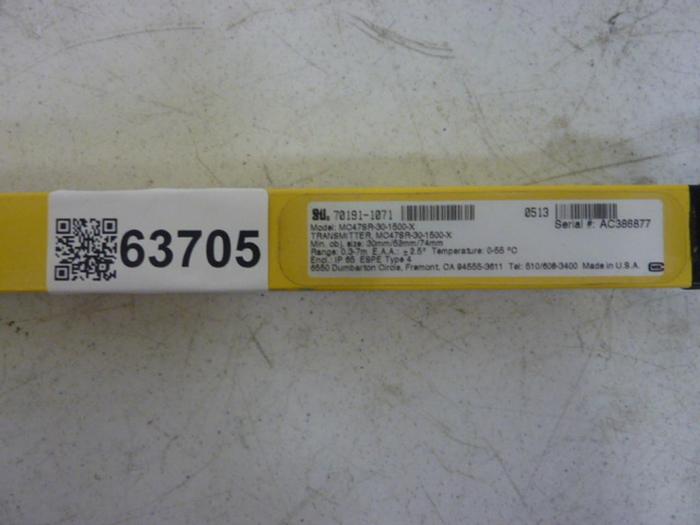 63705
Sti. 70191-1071
0513
Serial #: AC386877
Model: MC47SR-30-1500-X
TRANSMITTER, MC47SR-30-1500-X
Min. obj. size: 30mm/52mm/74mm
Range: 0.3-7m E.A.A.: ± 2.5° Temperature: 0-55 °C
Encl.: IP 65 ESPE Type 4
6550 Dumbarton Circle, Fremont, CA 94555-3611 Tel: 510/608-3400 Made in U.S.A.